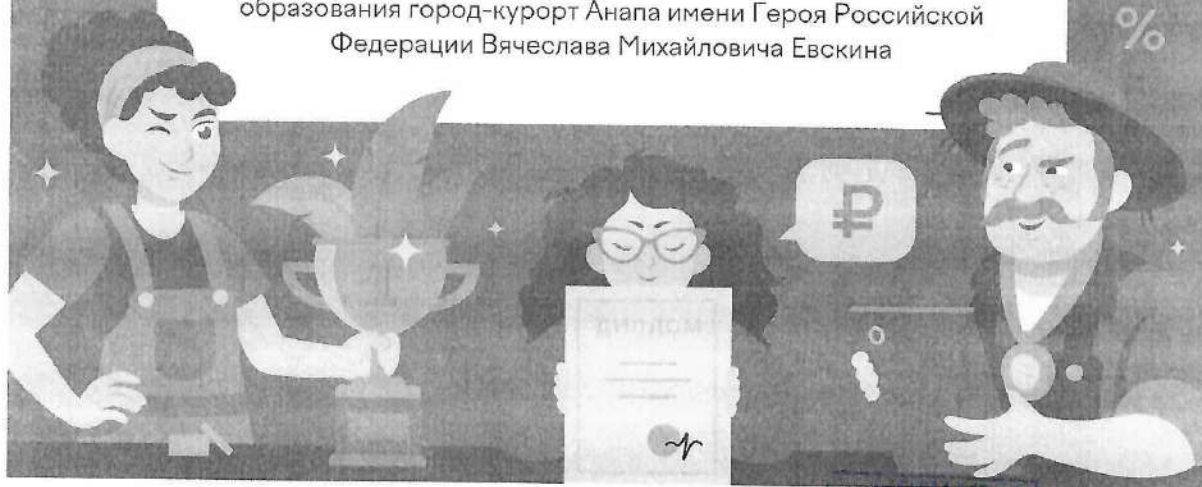 образования город-курорт Анапа имени Героя Российской
Федерации Вячеслава Михайловича Евскина
%
₽
ДИПЛОМ